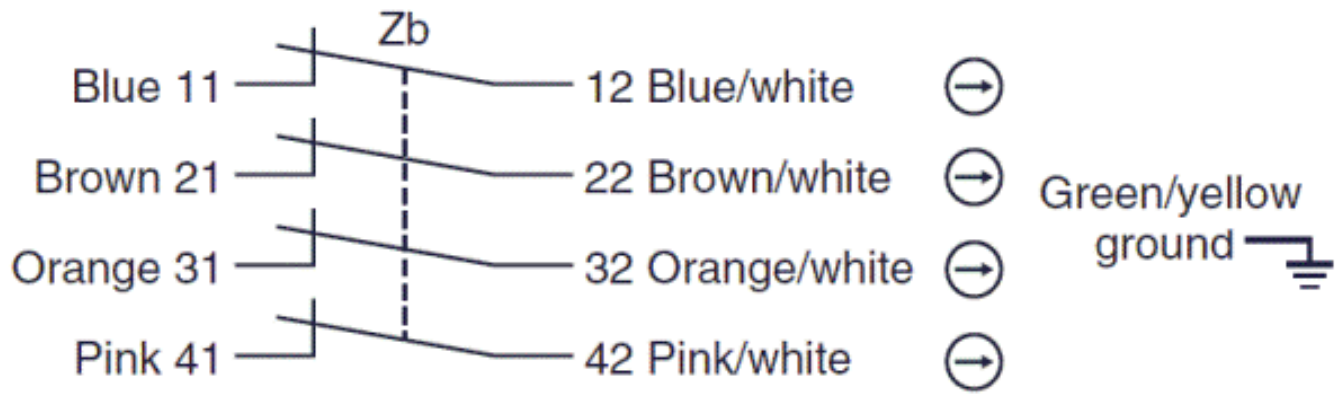 Zb
Blue 11 12 Blue/white
Brown 21 22 Brown/white
Green/yellow
ground
Orange 31 32 Orange/white
Pink 41 42 Pink/white